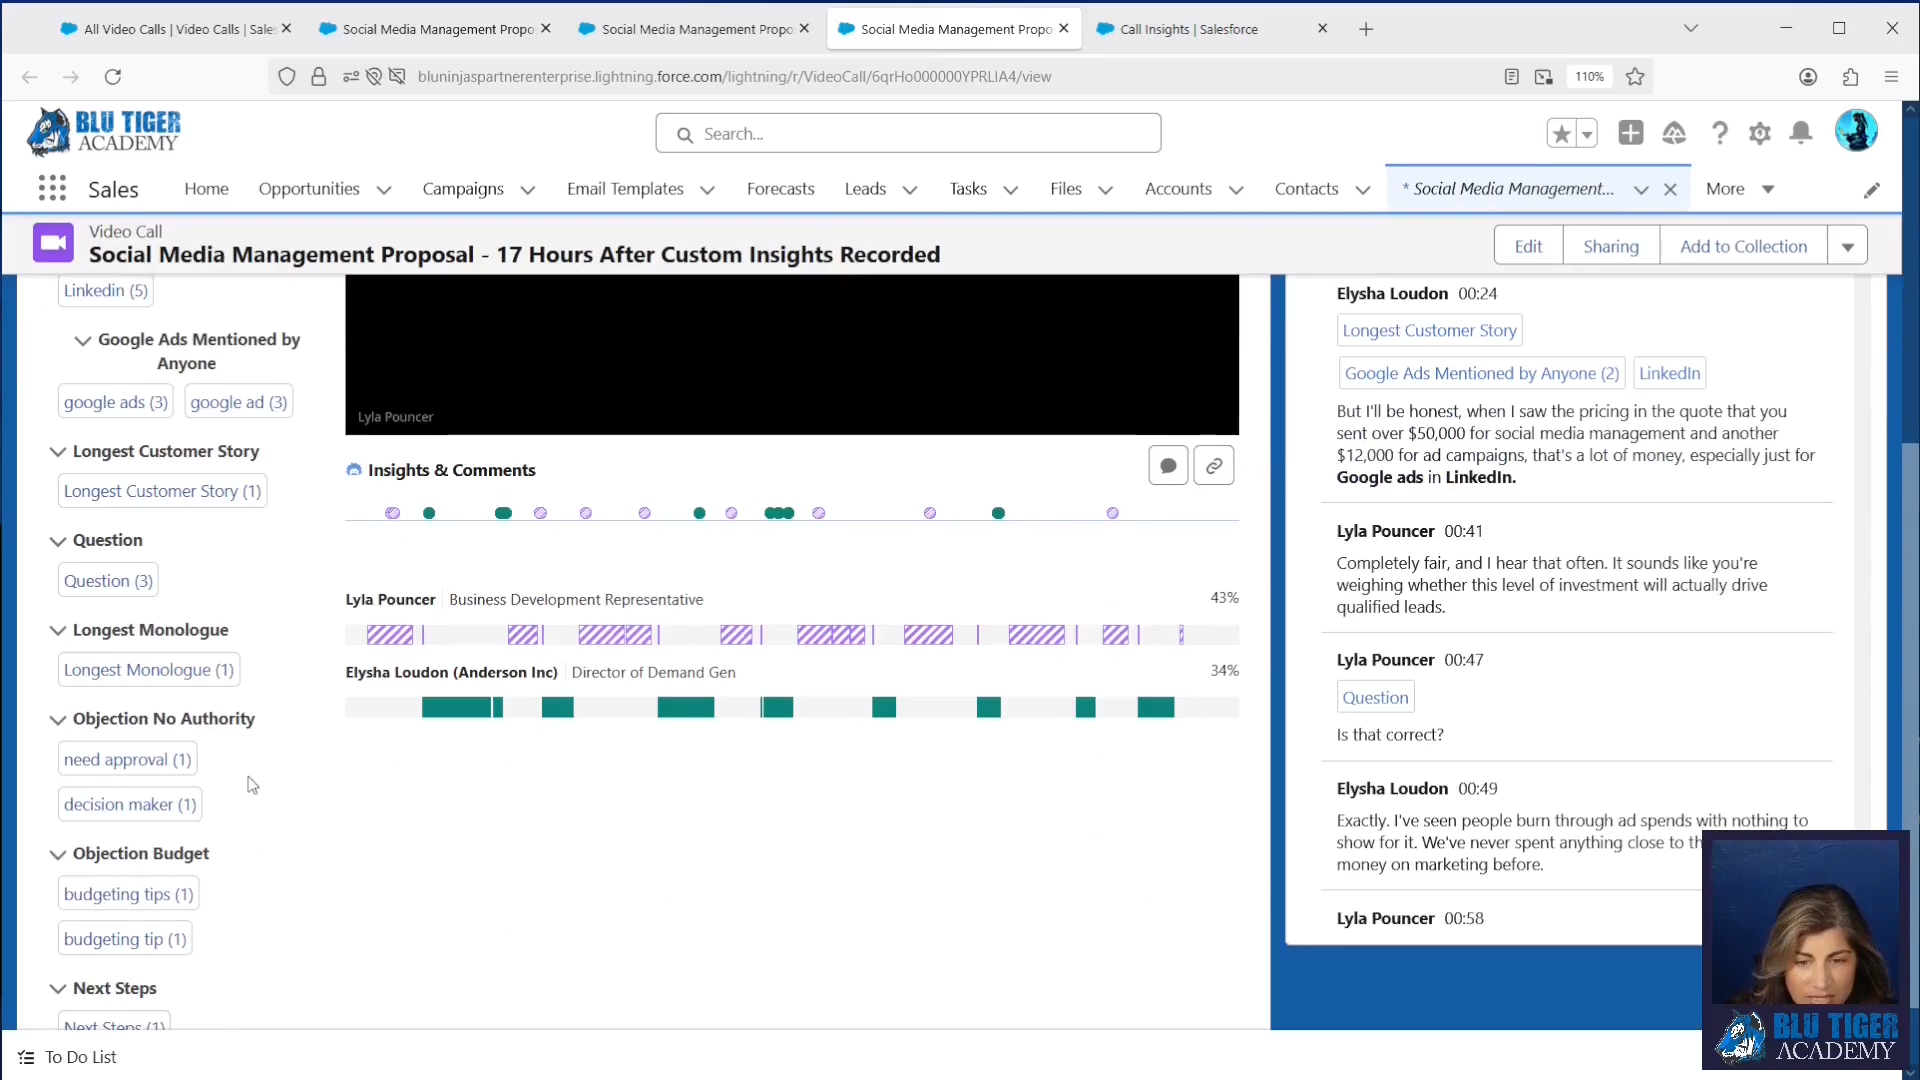 All Video Calls | Video Calls | Sale
Social Media Management Propo
Social Media Management Propo
Social Media Management Propo
Call Insights | Salesforce
bluninjaspartnerenterprise.lightning.force.com/lightning/r/VideoCall/6qrHo000000YPRLIA4/view
110%
BLU TIGER
ACADEMY
Search...
Sales
Home
Opportunities
Campaigns
Email Templates
Forecasts
Leads
Tasks
Files
Accounts
Contacts
* Social Media Management...
More
Video Call
Social Media Management Proposal - 17 Hours After Custom Insights Recorded
Edit
Sharing
Add to Collection
Linkedin (5)
Google Ads Mentioned by
Anyone
google ads (3)
google ad (3)
Longest Customer Story
Longest Customer Story (1)
Question
Question (3)
Longest Monologue
Longest Monologue (1)
Objection No Authority
need approval (1)
decision maker (1)
Objection Budget
budgeting tips (1)
budgeting tip (1)
Next Steps
Next Steps (1)
Lyla Pouncer
Insights & Comments
Lyla Pouncer Business Development Representative
43%
Elysha Loudon (Anderson Inc) Director of Demand Gen
34%
Elysha Loudon 00:24
Longest Customer Story
Google Ads Mentioned by Anyone (2)
LinkedIn
But I'll be honest, when I saw the pricing in the quote that you
sent over $50,000 for social media management and another
$12,000 for ad campaigns, that's a lot of money, especially just for
Google ads in LinkedIn.
Lyla Pouncer 00:41
Completely fair, and I hear that often. It sounds like you're
weighing whether this level of investment will actually drive
qualified leads.
Lyla Pouncer 00:47
Question
Is that correct?
Elysha Loudon 00:49
Exactly. I've seen people burn through ad spends with nothing to
show for it. We've never spent anything close to
money on marketing before.
Lyla Pouncer 00:58
BLU TIGER
ACADEMY
To Do List